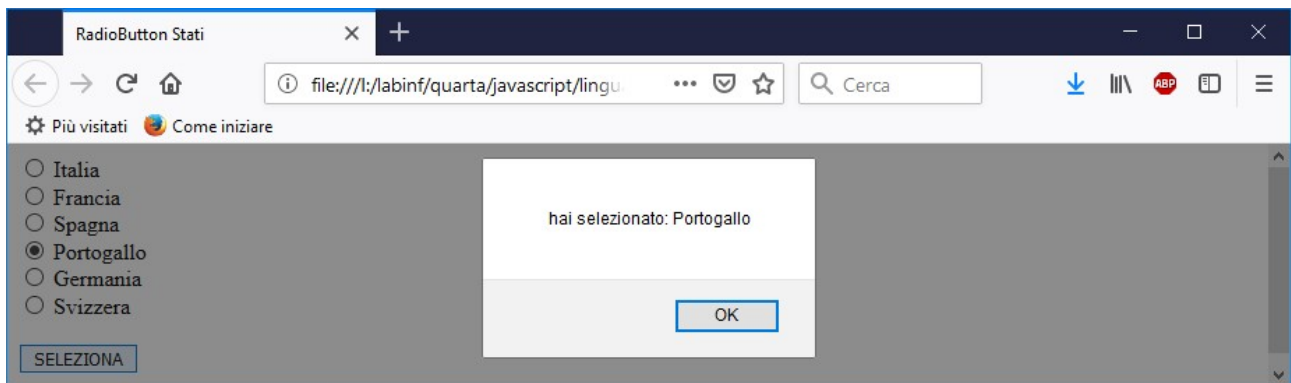 RadioButton Stati
file:///I:/labinf/quarta/javascript/lingu
Cerca
ABP
Più visitati Come iniziare
Italia
Francia
Spagna
Portogallo
Germania
Svizzera
SELEZIONA
hai selezionato: Portogallo
OK